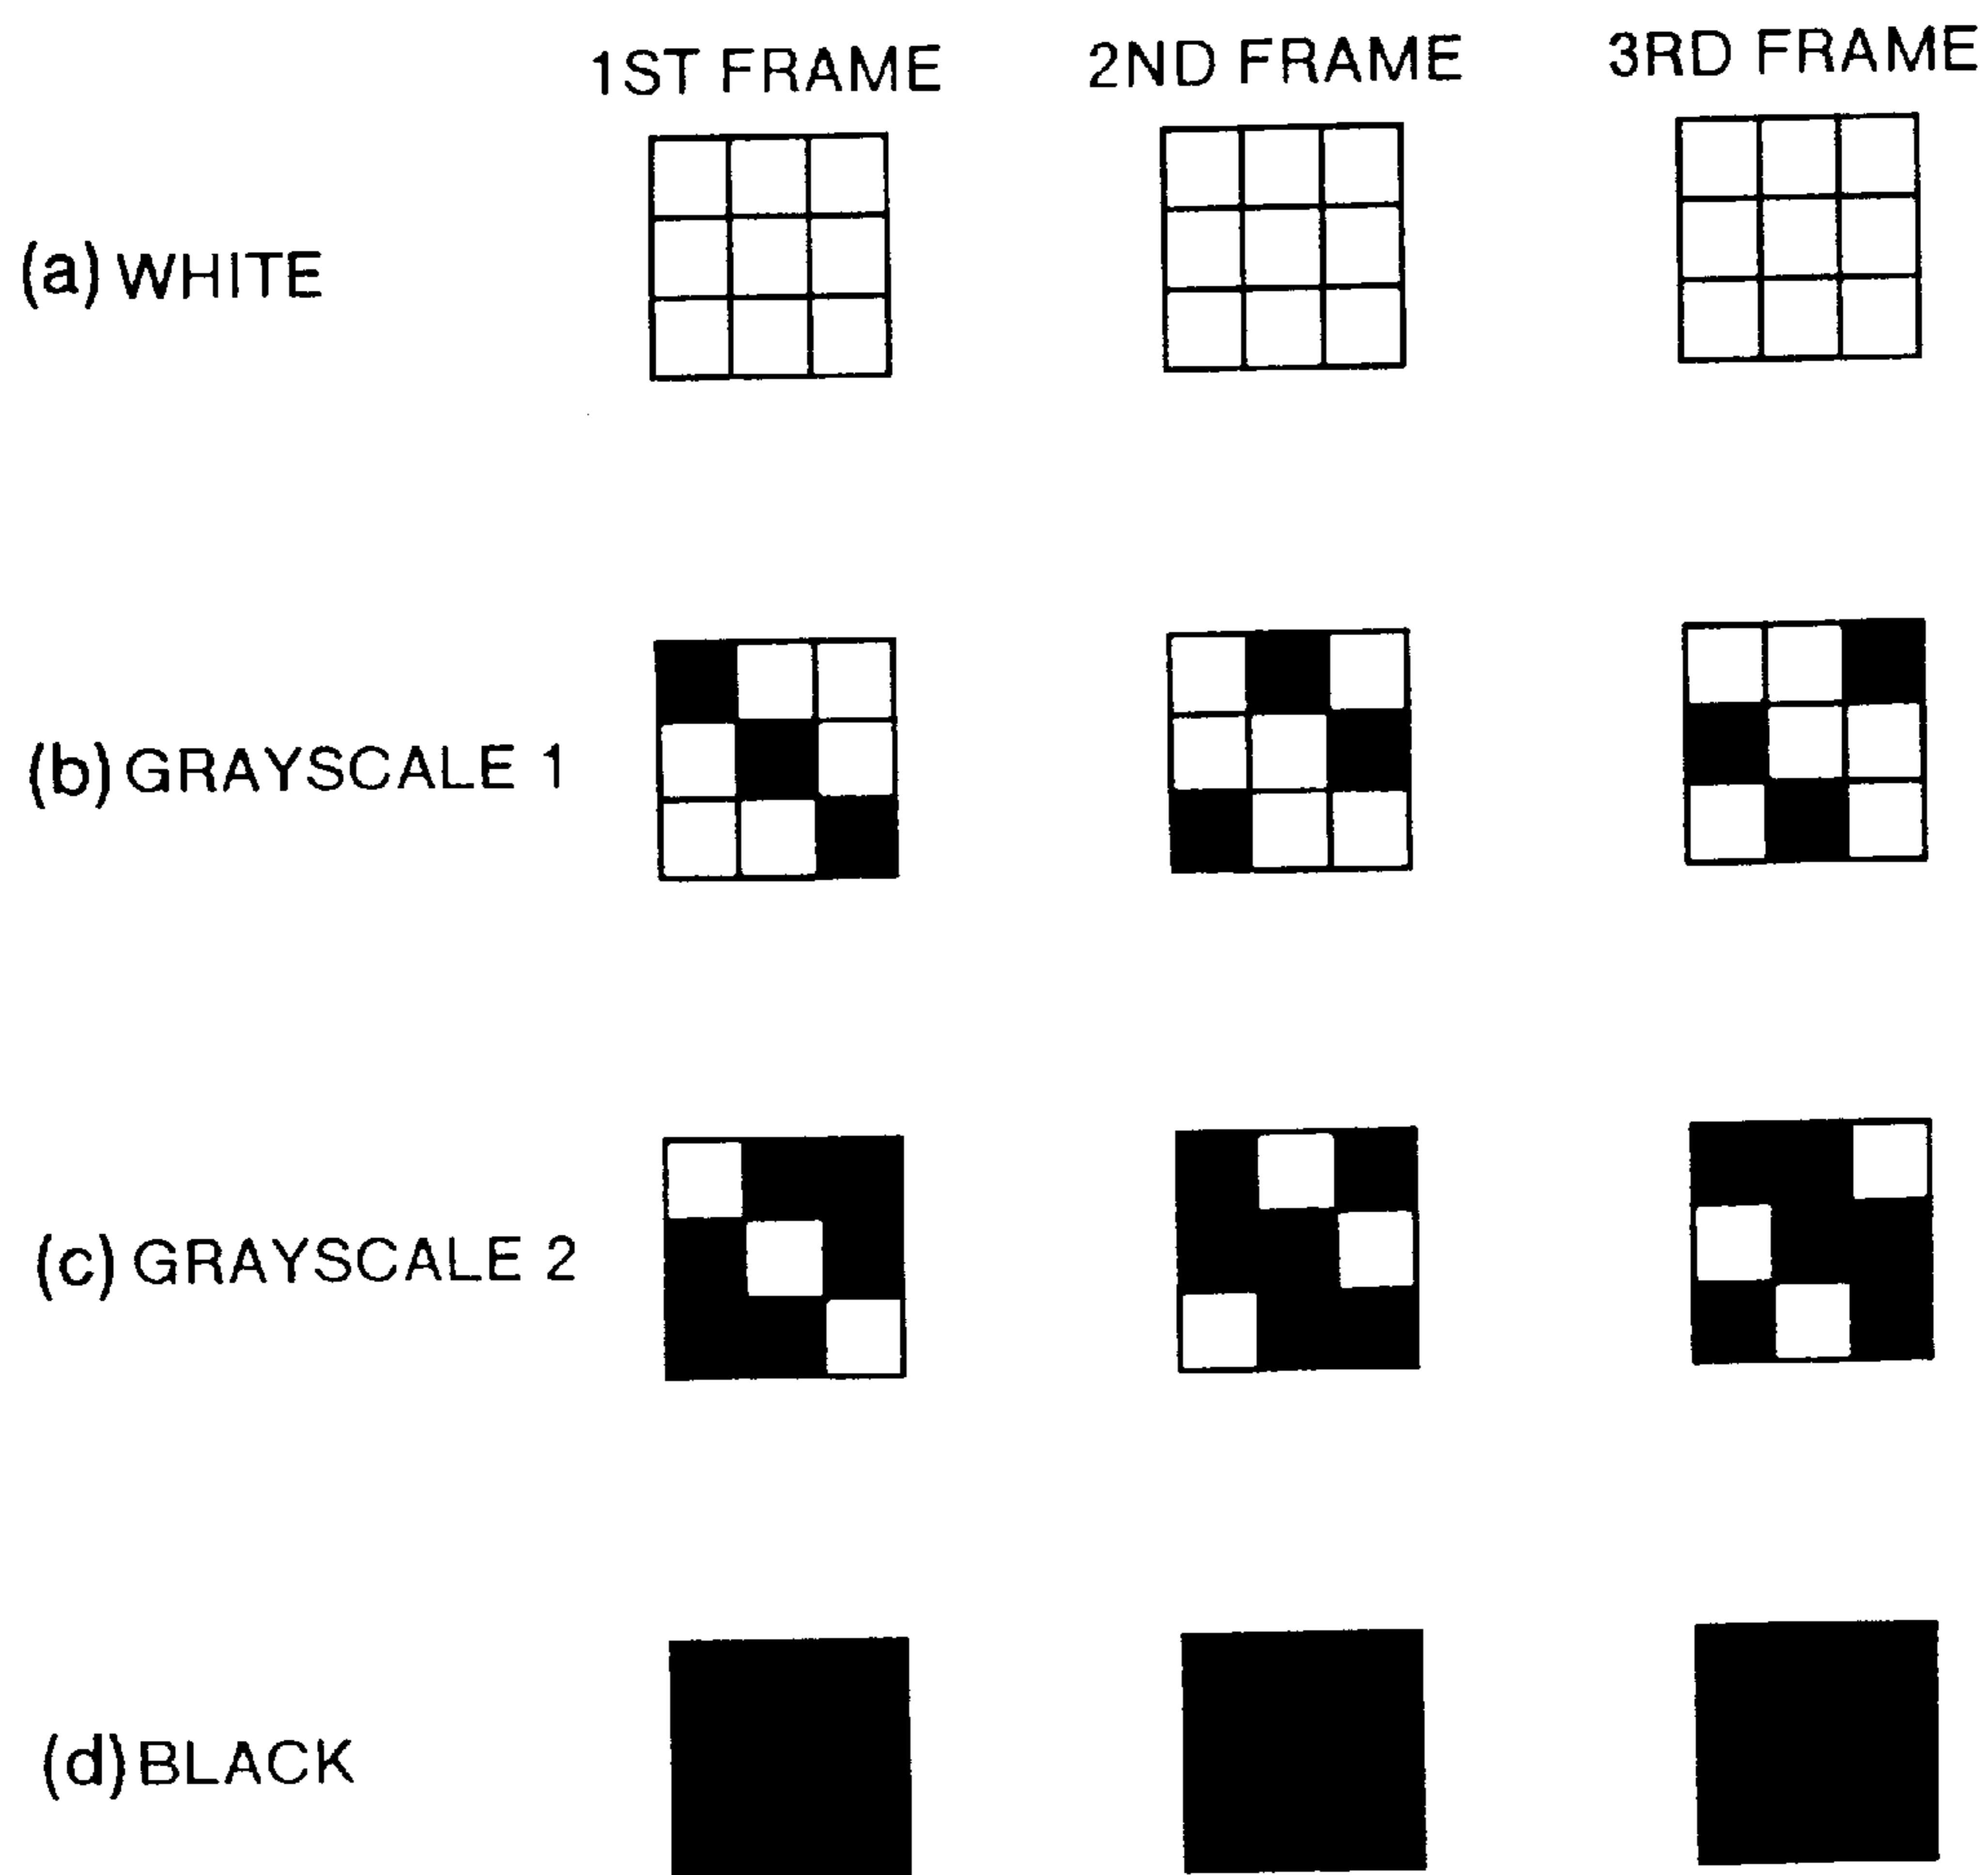 1ST FRAME 2ND FRAME 3RD FRAME
(a) WHITE
(b) GRAYSCALE 1
(c) GRAYSCALE 2
(d) BLACK